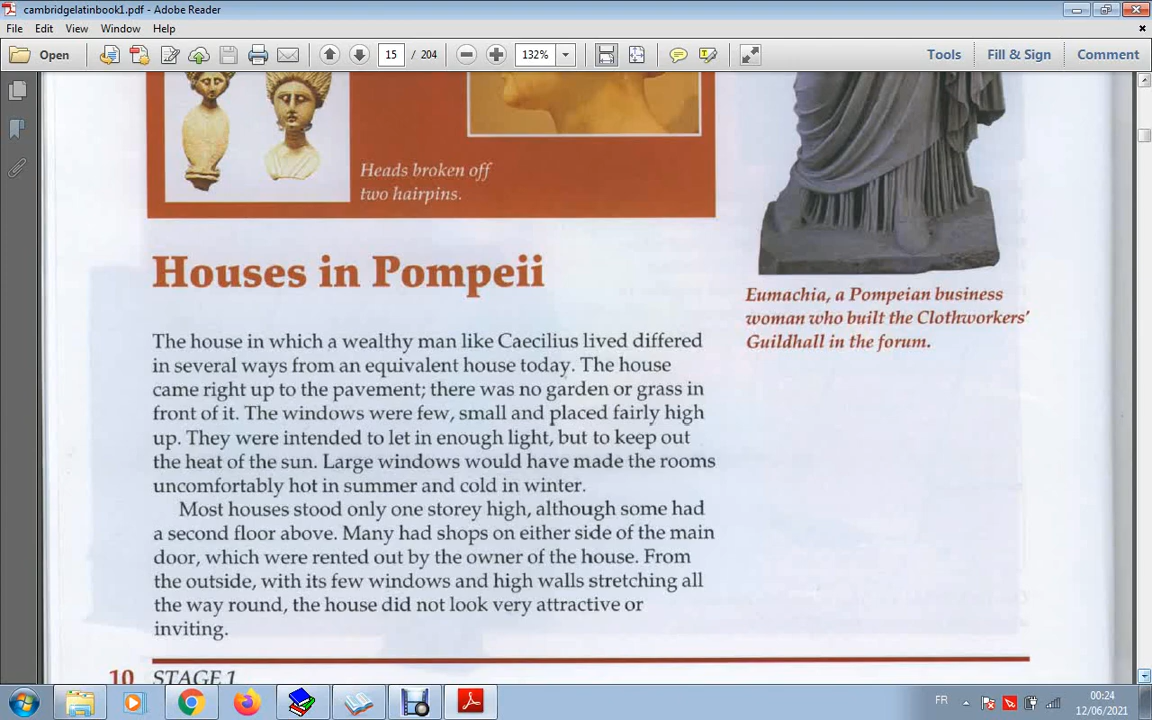 cambridgelatinbook1.pdf - Adobe Reader
File Edit View Window Help
Open 15 / 204 132% Tools Fill & Sign Comment
Heads broken off
two hairpins.
Houses in Pompeii
The house in which a wealthy man like Caecilius lived differed
in several ways from an equivalent house today. The house
came right up to the pavement; there was no garden or grass in
front of it. The windows were few, small and placed fairly high
up. They were intended to let in enough light, but to keep out
the heat of the sun. Large windows would have made the rooms
uncomfortably hot in summer and cold in winter.
Most houses stood only one storey high, although some had
a second floor above. Many had shops on either side of the main
door, which were rented out by the owner of the house. From
the outside, with its few windows and high walls stretching all
the way round, the house did not look very attractive or
inviting.
Eumachia, a Pompeian business
woman who built the Clothworkers'
Guildhall in the forum.
10 STAGE 1
FR 00:24
12/06/2021